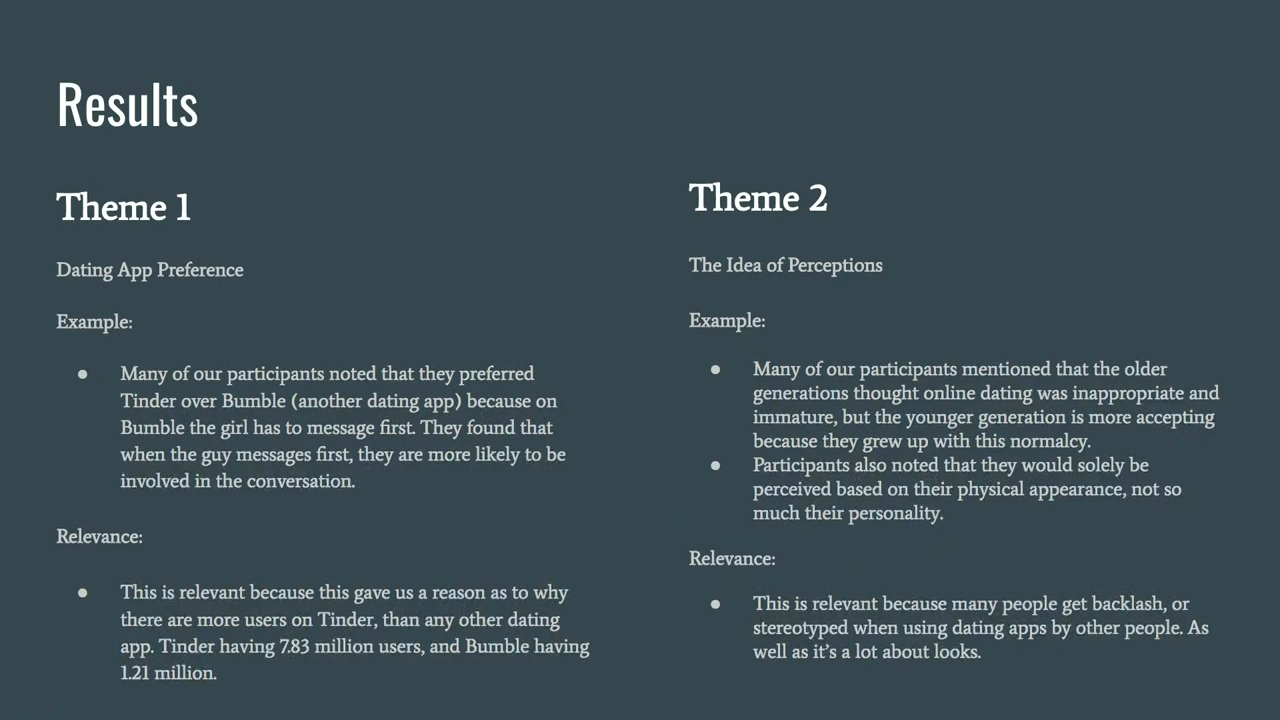 Results
Theme 1
Dating App Preference
Example:
● Many of our participants noted that they preferred
Tinder over Bumble (another dating app) because on
Bumble the girl has to message first. They found that
when the guy messages first, they are more likely to be
involved in the conversation.
Relevance:
● This is relevant because this gave us a reason as to why
there are more users on Tinder, than any other dating
app. Tinder having 7.83 million users, and Bumble having
1.21 million.
Theme 2
The Idea of Perceptions
Example:
● Many of our participants mentioned that the older
generations thought online dating was inappropriate and
immature, but the younger generation is more accepting
because they grew up with this normalcy.
● Participants also noted that they would solely be
perceived based on their physical appearance, not so
much their personality.
Relevance:
● This is relevant because many people get backlash, or
stereotyped when using dating apps by other people. As
well as it’s a lot about looks.